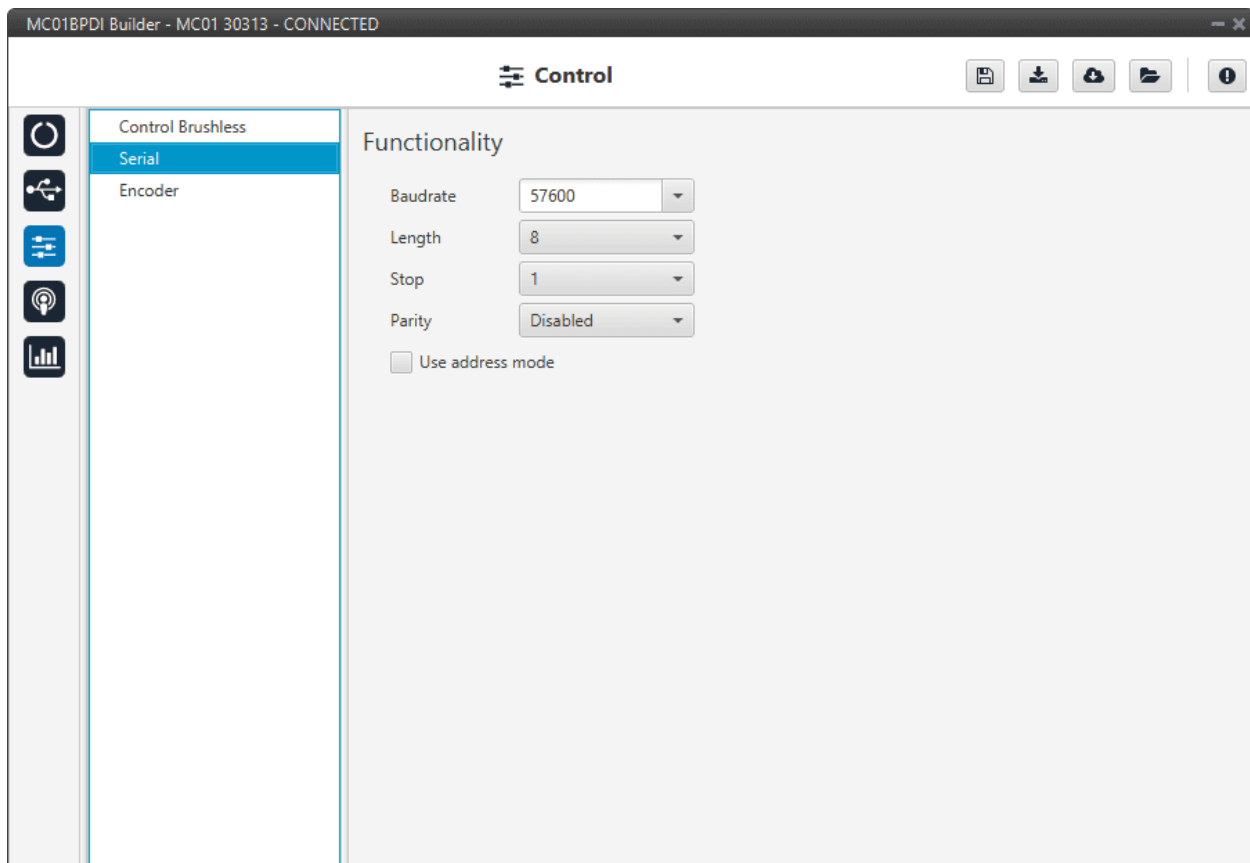 MC01BPDI Builder - MC01 30313 - CONNECTED
Control
Control Brushless
Serial
Encoder
Functionality
Baudrate 57600
Length 8
Stop 1
Parity Disabled
Use address mode